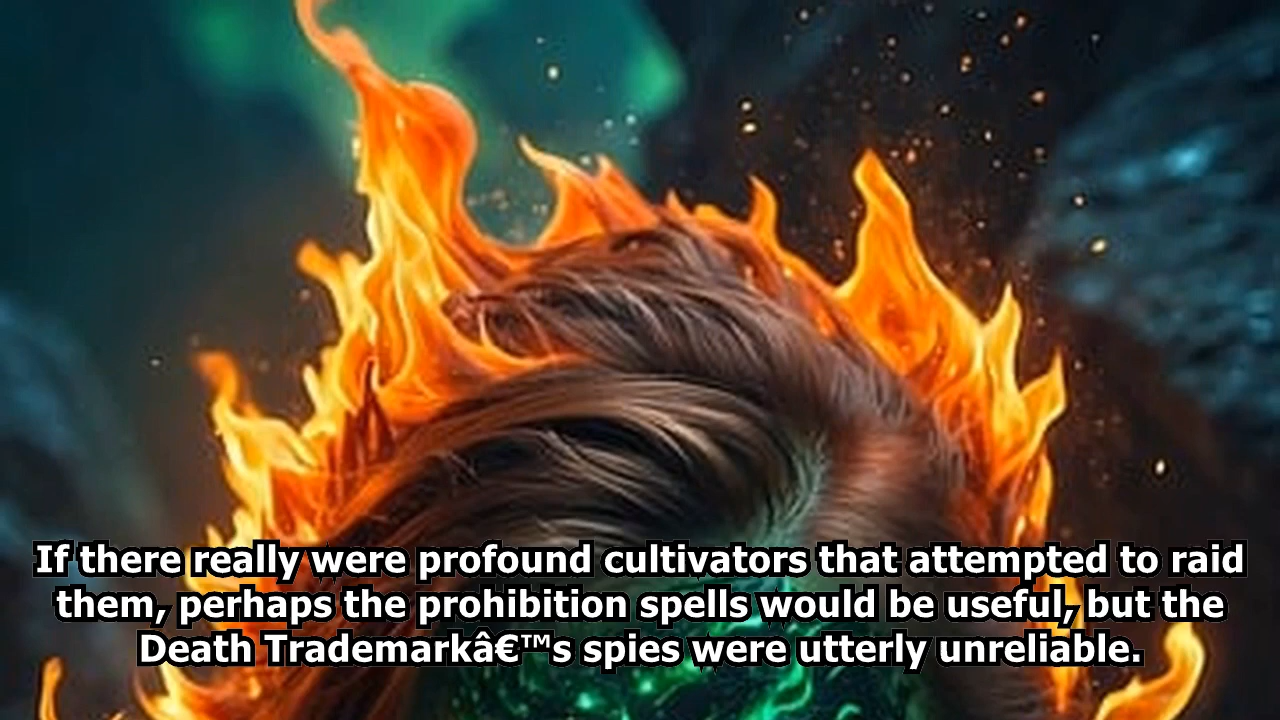 If there really were profound cultivators that attempted to raid
them, perhaps the prohibition spells would be useful, but the
Death Trademarkâ€™s spies were utterly unreliable.